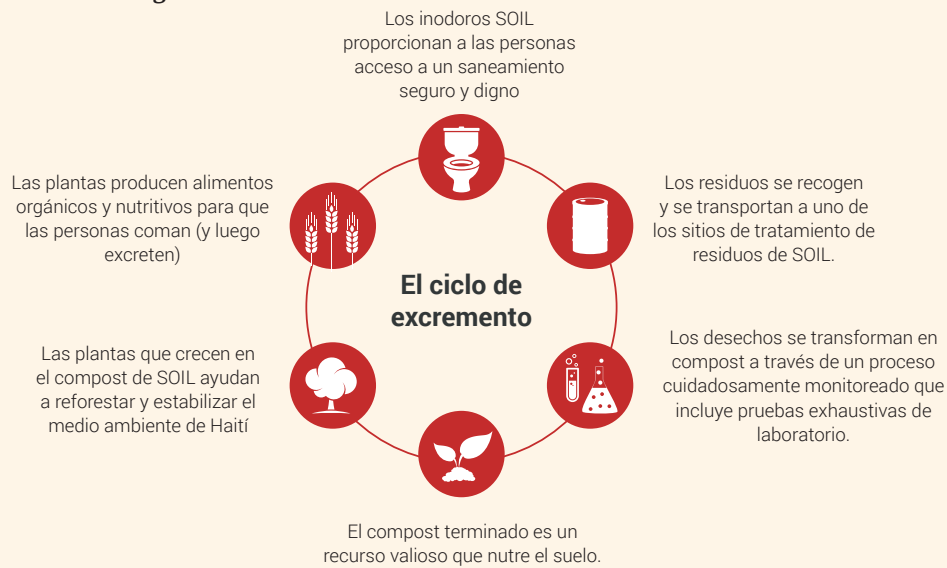 Los inodoros SOIL
proporcionan a las personas
acceso a un saneamiento
seguro y digno
Los residuos se recogen
y se transportan a uno de
los sitios de tratamiento de
residuos de SOIL.
Los desechos se transforman en
compost a través de un proceso
cuidadosamente monitoreado que
incluye pruebas exhaustivas de
laboratorio.
El compost terminado es un
recurso valioso que nutre el suelo.
Las plantas que crecen en
el compost de SOIL ayudan
a reforestar y estabilizar el
medio ambiente de Haití
Las plantas producen alimentos
orgánicos y nutritivos para que
las personas coman (y luego
excreten)
El ciclo de
excremento